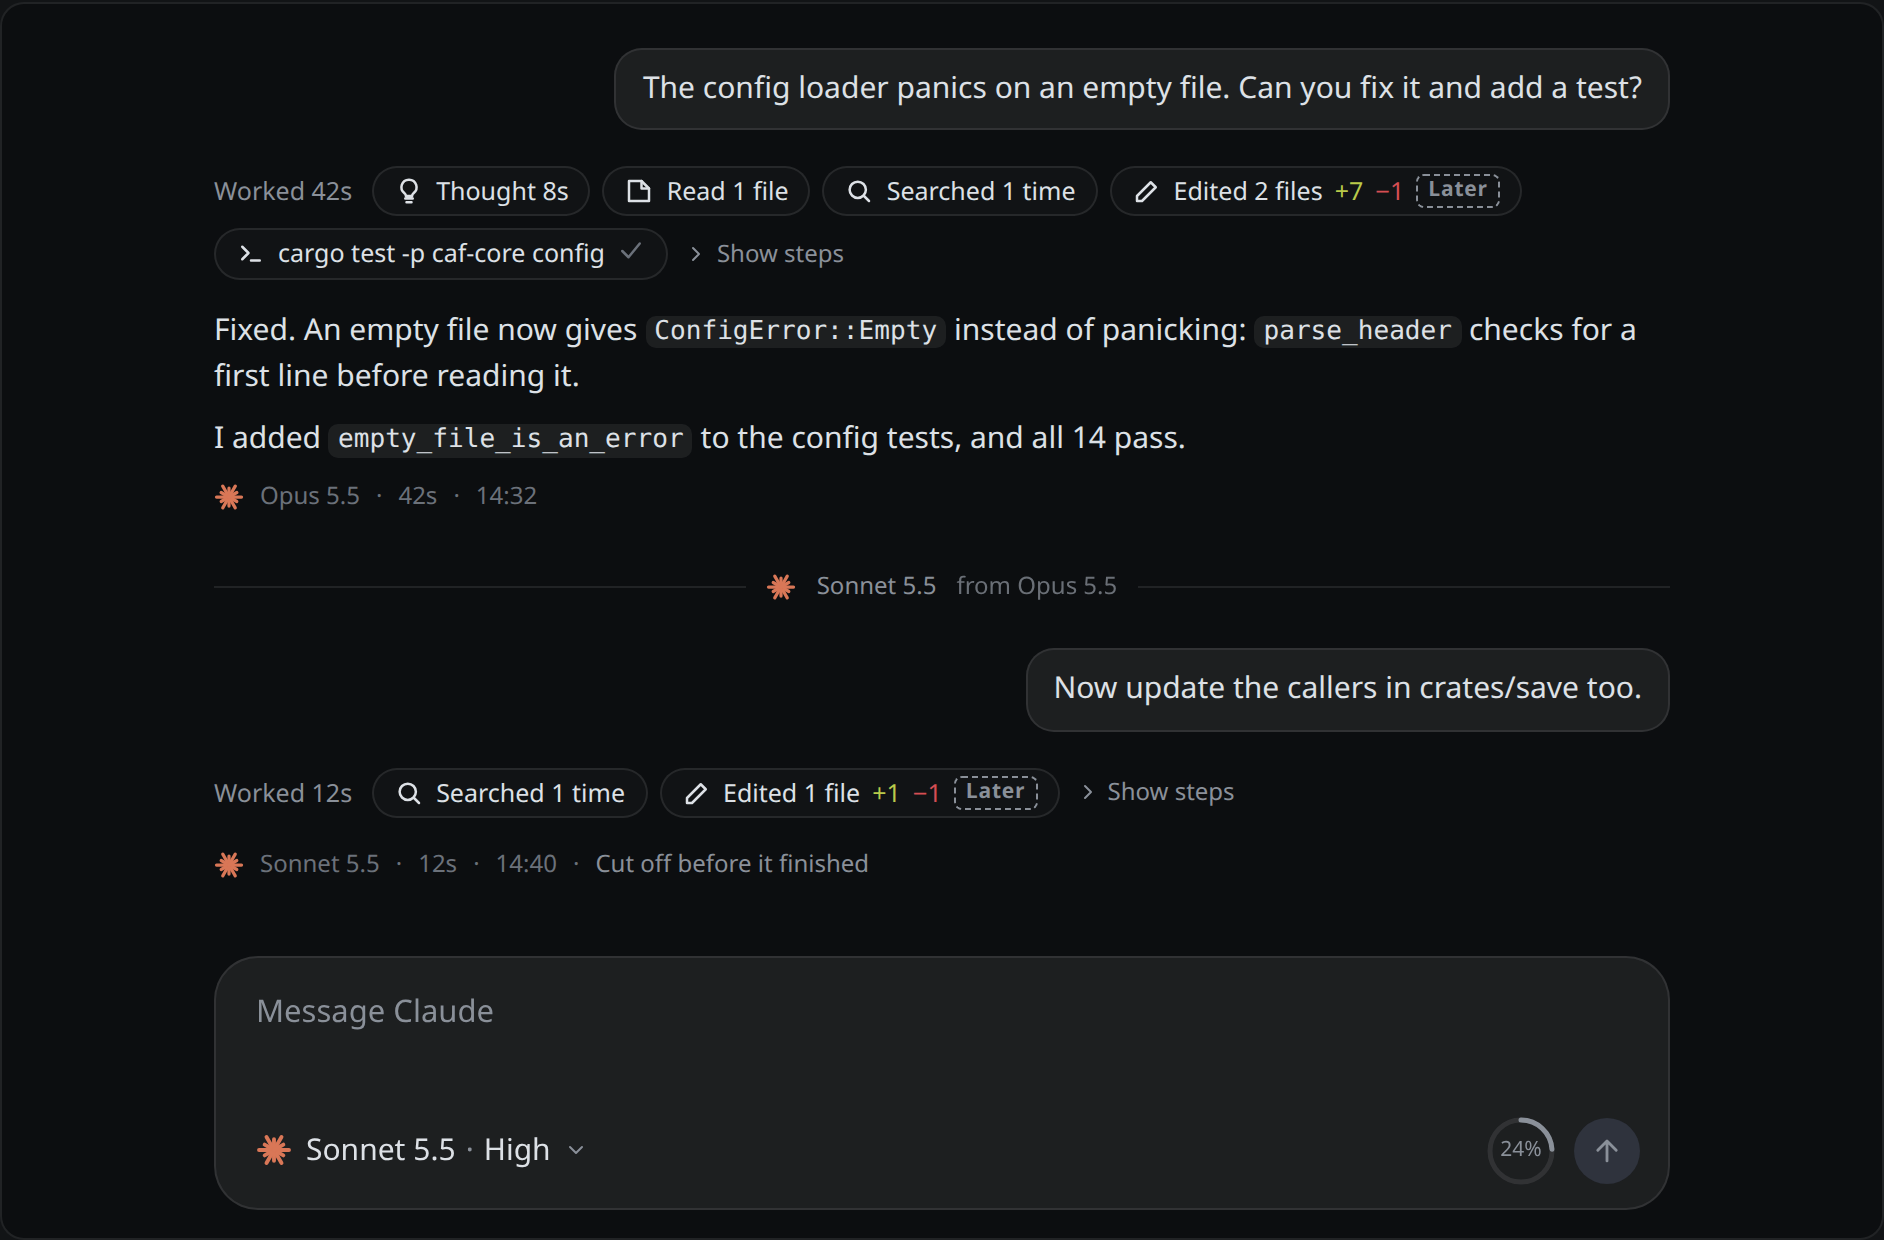 The config loader panics on an empty file. Can you fix it and add a test?
Worked 42s Thought 8s Read 1 file Searched 1 time Edited 2 files +7 −1 Later
cargo test -p caf-core config Show steps
Fixed. An empty file now gives ConfigError::Empty instead of panicking: parse_header checks for a
first line before reading it.
I added empty_file_is_an_error to the config tests, and all 14 pass.
Opus 5.5 · 42s · 14:32
Sonnet 5.5 from Opus 5.5
Now update the callers in crates/save too.
Worked 12s Searched 1 time Edited 1 file +1 −1 Later Show steps
Sonnet 5.5 · 12s · 14:40 · Cut off before it finished
Message Claude
Sonnet 5.5 · High 24%